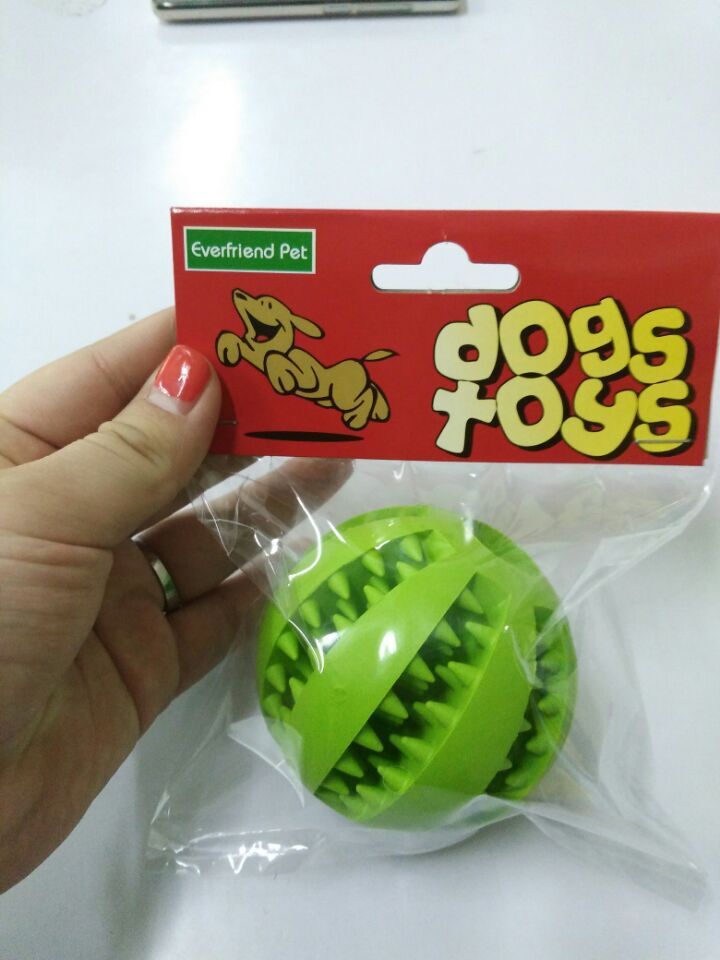 Everfriend Pet
dogs
toys